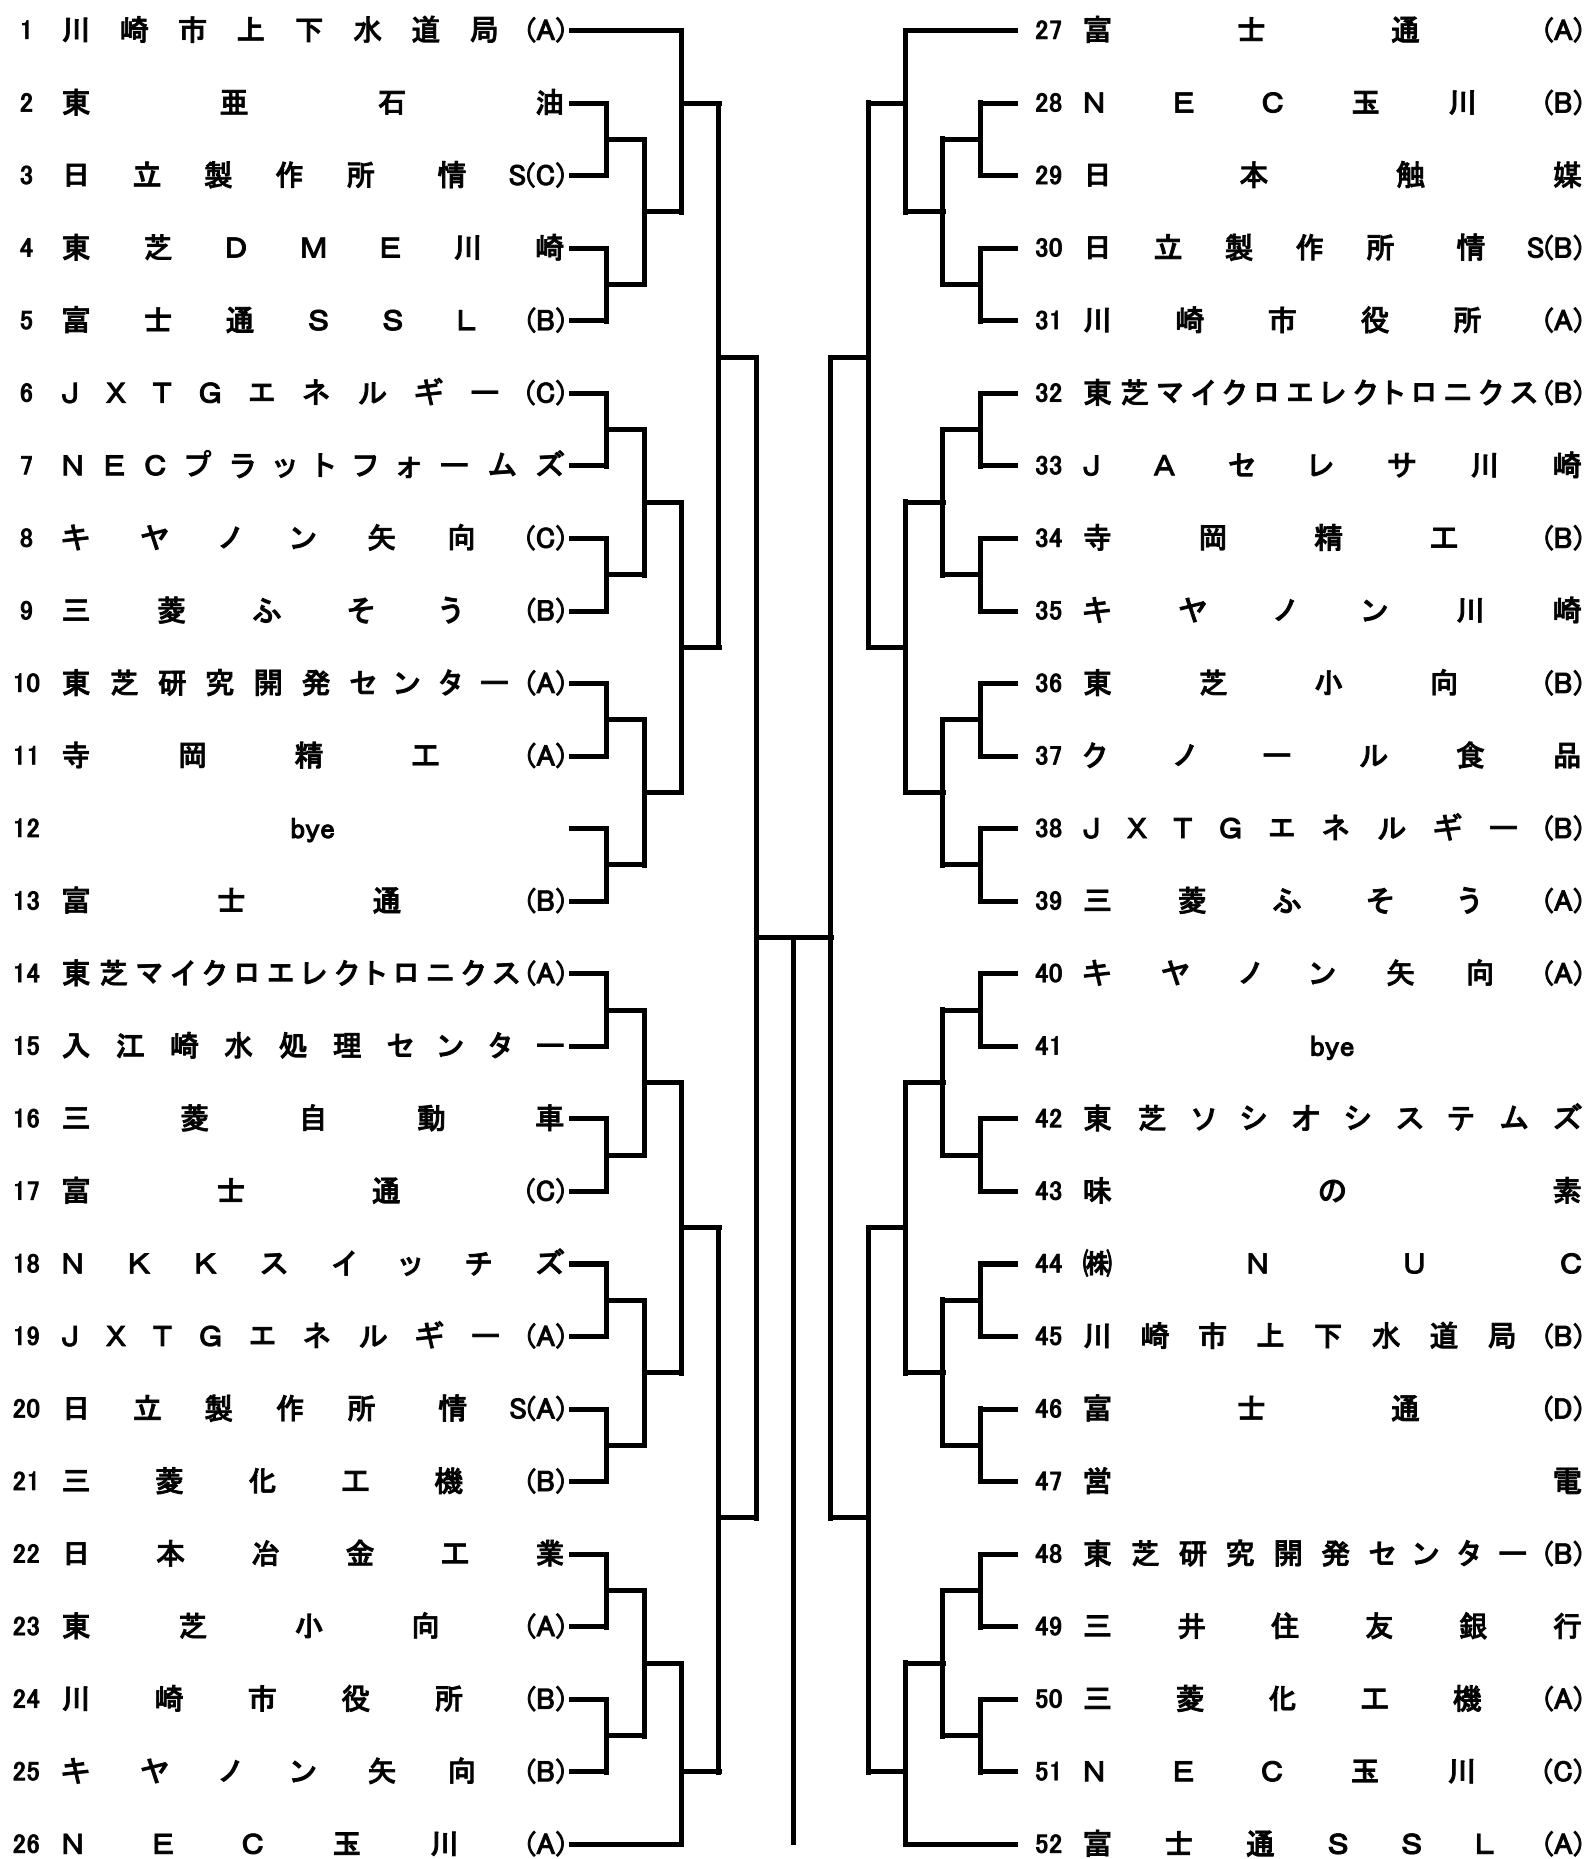 1 川崎市上下水道局(A)
2 東亜石油
3 日立製作所情S(C)
4 東芝DME川崎
5 富士通SSL(B)
6 JXTGエネルギー(C)
7 NECプラットフォームズ
8 キヤノン矢向(C)
9 三菱ふそう(B)
10 東芝研究開発センター(A)
11 寺岡精工(A)
12 bye
13 富士通(B)
14 東芝マイクロエレクトロニクス(A)
15 入江崎水処理センター
16 三菱自動車
17 富士通(C)
18 NKKスイッチズ
19 JXTGエネルギー(A)
20 日立製作所情S(A)
21 三菱化工機(B)
22 日本冶金工業
23 東芝小向(A)
24 川崎市役所(B)
25 キヤノン矢向(B)
26 NEC玉川(A)
27 富士通(A)
28 NEC玉川(B)
29 日本触媒
30 日立製作所情S(B)
31 川崎市役所(A)
32 東芝マイクロエレクトロニクス(B)
33 JAセレサ川崎
34 寺岡精工(B)
35 キヤノン川崎
36 東芝小向(B)
37 クノール食品
38 JXTGエネルギー(B)
39 三菱ふそう(A)
40 キヤノン矢向(A)
41 bye
42 東芝ソシオシステムズ
43 味の素
44 ㈱NUC
45 川崎市上下水道局(B)
46 富士通(D)
47 営電
48 東芝研究開発センター(B)
49 三井住友銀行
50 三菱化工機(A)
51 NEC玉川(C)
52 富士通SSL(A)